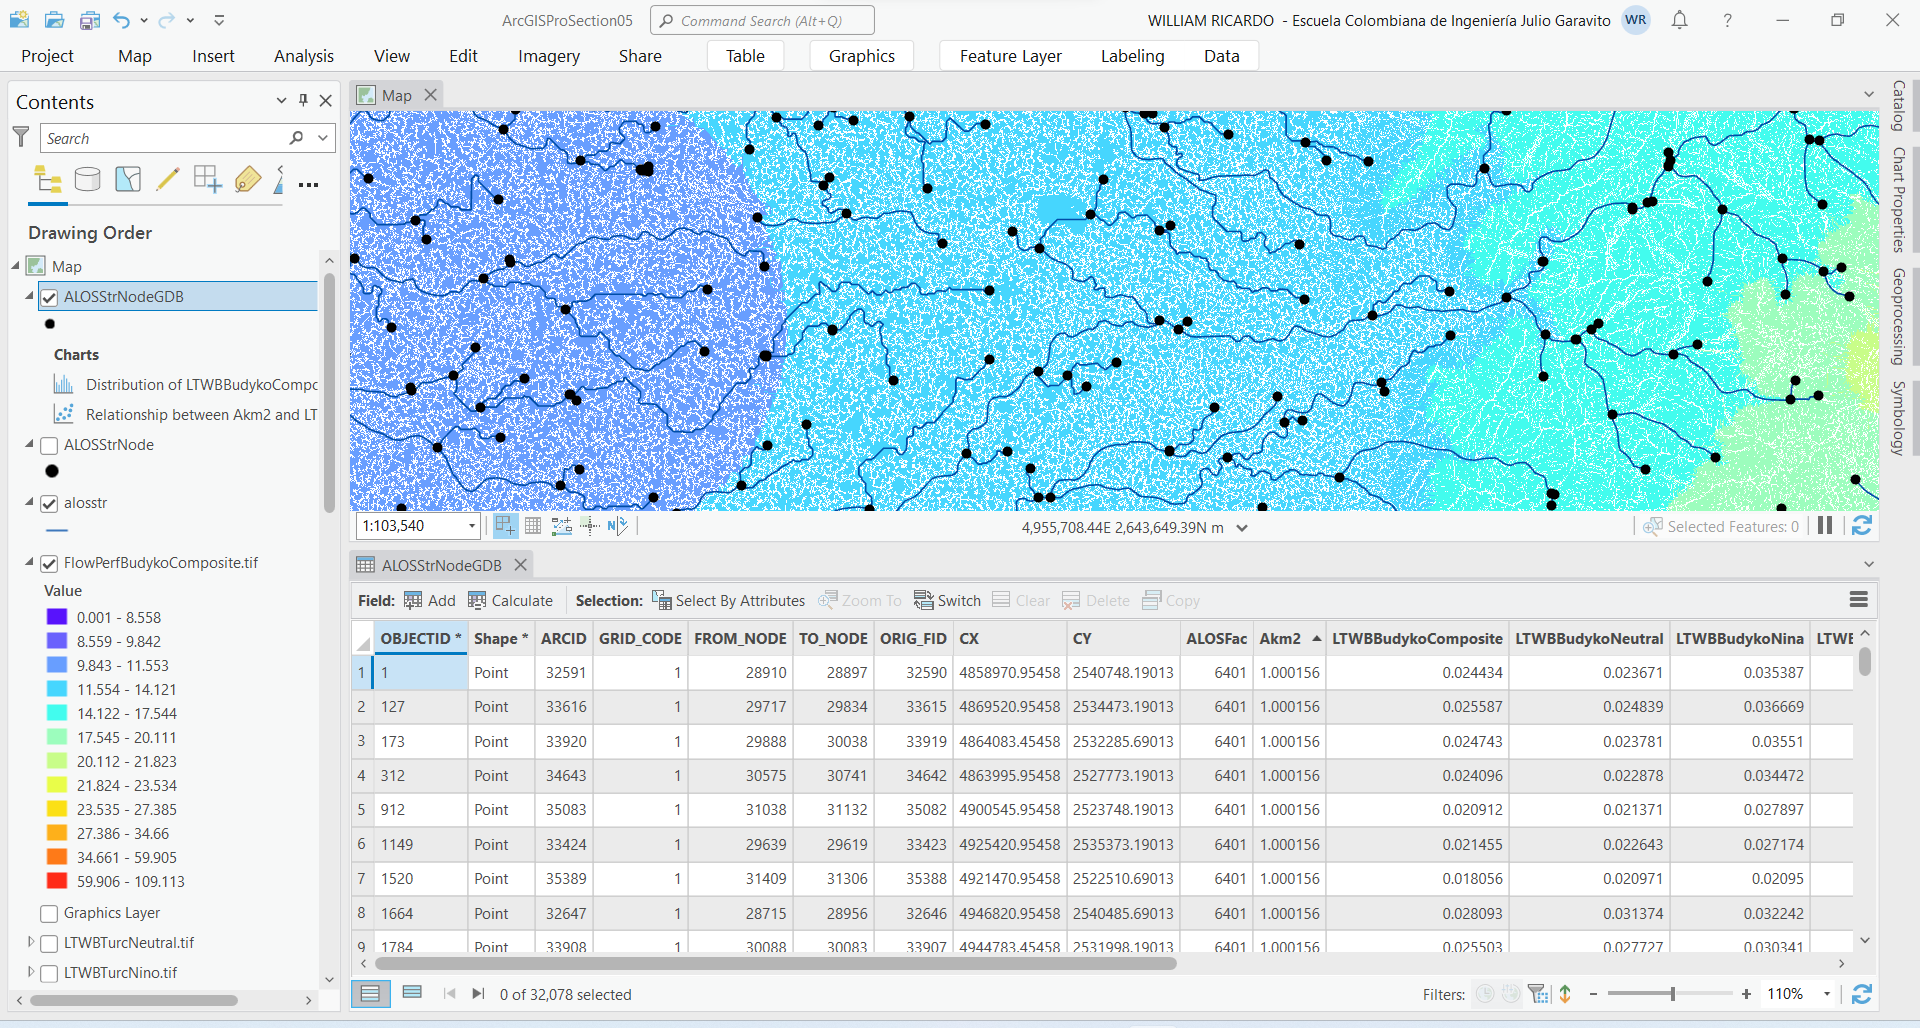 ArcGISProSection05
Command Search (Alt+Q)
WILLIAM RICARDO - Escuela Colombiana de Ingeniería Julio Garavito
WR
?
Project Map Insert Analysis View Edit Imagery Share Table Graphics Feature Layer Labeling Data
Contents
Search
Drawing Order
Map
ALOSStrNodeGDB
Charts
Distribution of LTWBBudykoCompo
Relationship between Akm2 and LT
ALOSStrNode
alosstr
FlowPerfBudykoComposite.tif
Value
0.001 - 8.558
8.559 - 9.842
9.843 - 11.553
11.554 - 14.121
14.122 - 17.544
17.545 - 20.111
20.112 - 21.823
21.824 - 23.534
23.535 - 27.385
27.386 - 34.66
34.661 - 59.905
59.906 - 109.113
Graphics Layer
LTWBTurcNeutral.tif
LTWBTurcNino.tif
Map
1:103,540
N
4,955,708.44E 2,643,649.39N m
Selected Features: 0
Catalog
Chart Properties
Geoprocessing
Symbology
ALOSStrNodeGDB
Field: Add Calculate Selection: Select By Attributes Zoom To Switch Clear Delete Copy
OBJECTID * Shape * ARCID GRID_CODE FROM_NODE TO_NODE ORIG_FID CX CY ALOSFac Akm2 LTWBBudykoComposite LTWBBudykoNeutral LTWBBudykoNina LTWB
1 1 Point 32591 1 28910 28897 32590 4858970.95458 2540748.19013 6401 1.000156 0.024434 0.023671 0.035387
2 127 Point 33616 1 29717 29834 33615 4869520.95458 2534473.19013 6401 1.000156 0.025587 0.024839 0.036669
3 173 Point 33920 1 29888 30038 33919 4864083.45458 2532285.69013 6401 1.000156 0.024743 0.023781 0.03551
4 312 Point 34643 1 30575 30741 34642 4863995.95458 2527773.19013 6401 1.000156 0.024096 0.022878 0.034472
5 912 Point 35083 1 31038 31132 35082 4900545.95458 2523748.19013 6401 1.000156 0.020912 0.021371 0.027897
6 1149 Point 33424 1 29639 29619 33423 4925420.95458 2535373.19013 6401 1.000156 0.021455 0.022643 0.027174
7 1520 Point 35389 1 31409 31306 35388 4921470.95458 2522510.69013 6401 1.000156 0.018056 0.020971 0.02095
8 1664 Point 32647 1 28715 28956 32646 4946820.95458 2540485.69013 6401 1.000156 0.028093 0.031374 0.032242
9 1784 Point 33908 1 30088 30083 33907 4944783.45458 2531998.19013 6401 1.000156 0.025503 0.027727 0.030341
0 of 32,078 selected
Filters:
110%